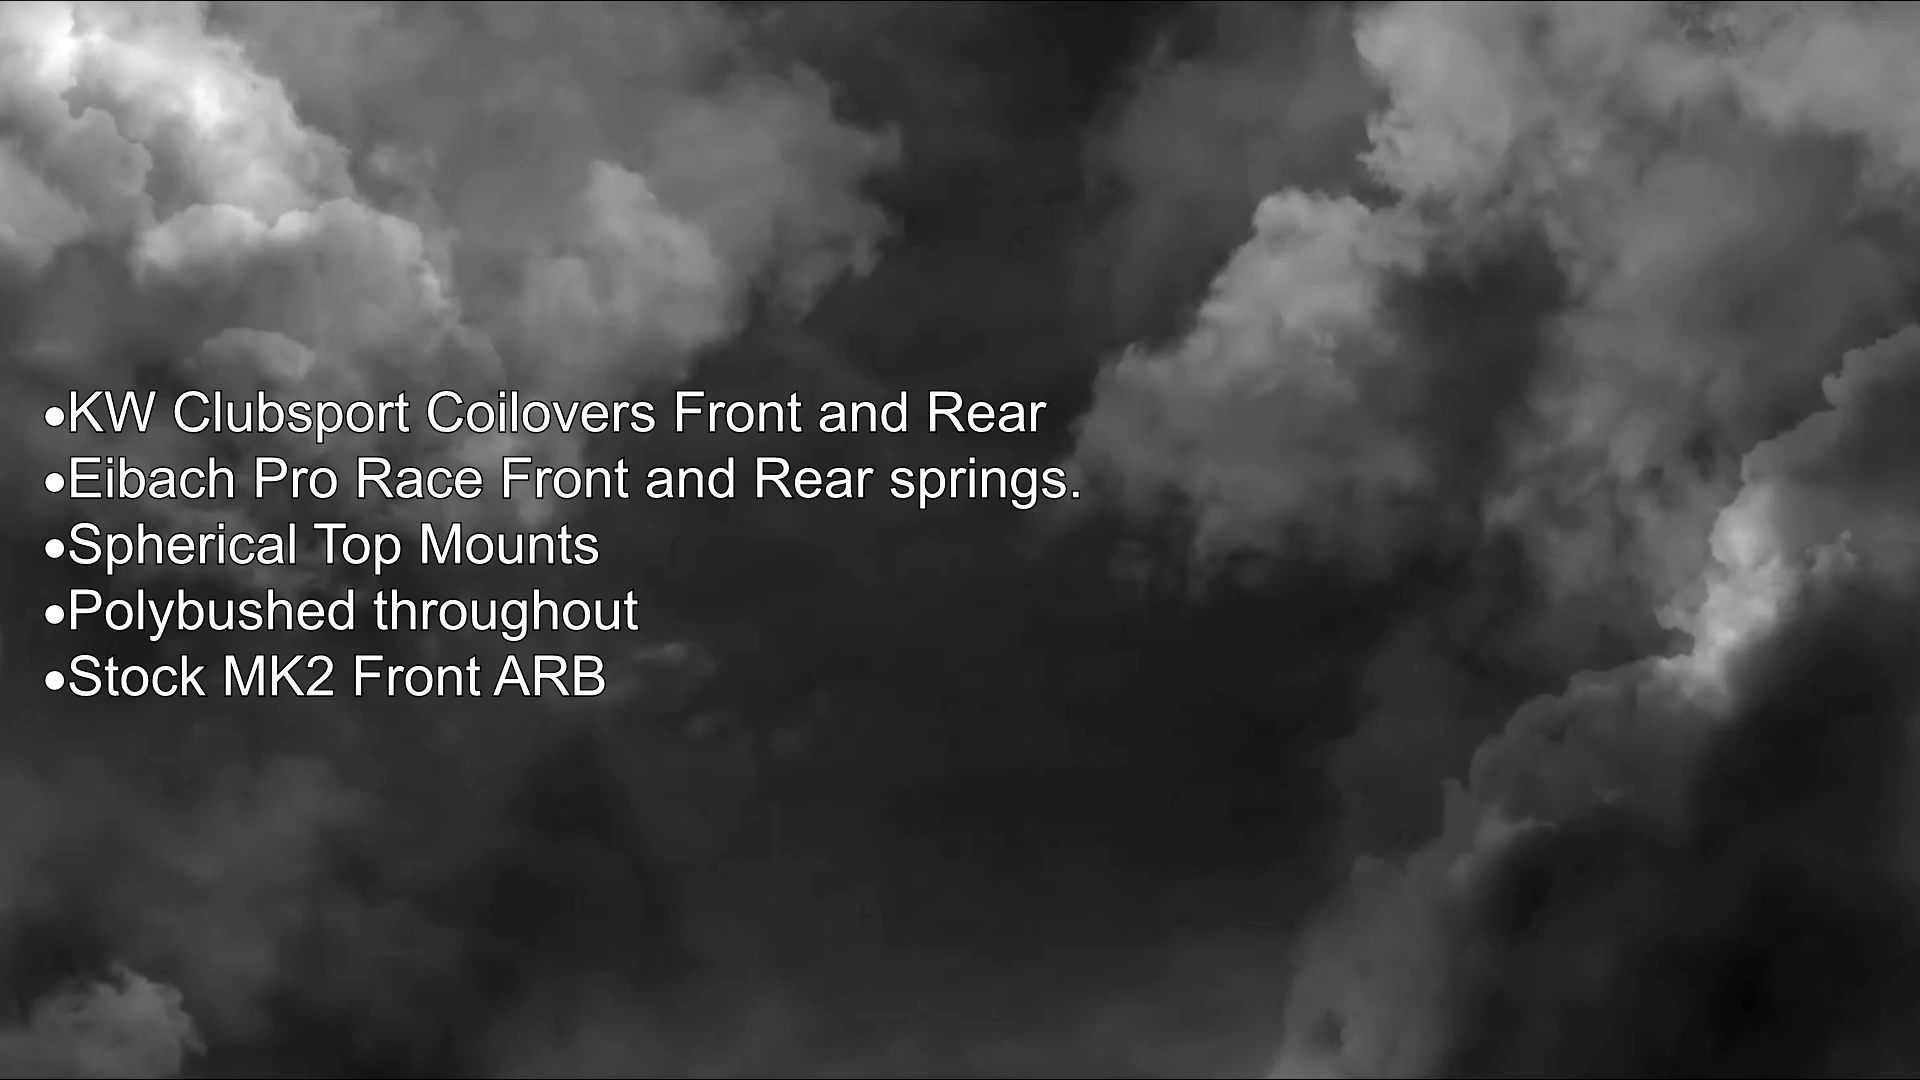 •KW Clubsport Coilovers Front and Rear
•Eibach Pro Race Front and Rear springs.
•Spherical Top Mounts
•Polybushed throughout
•Stock MK2 Front ARB